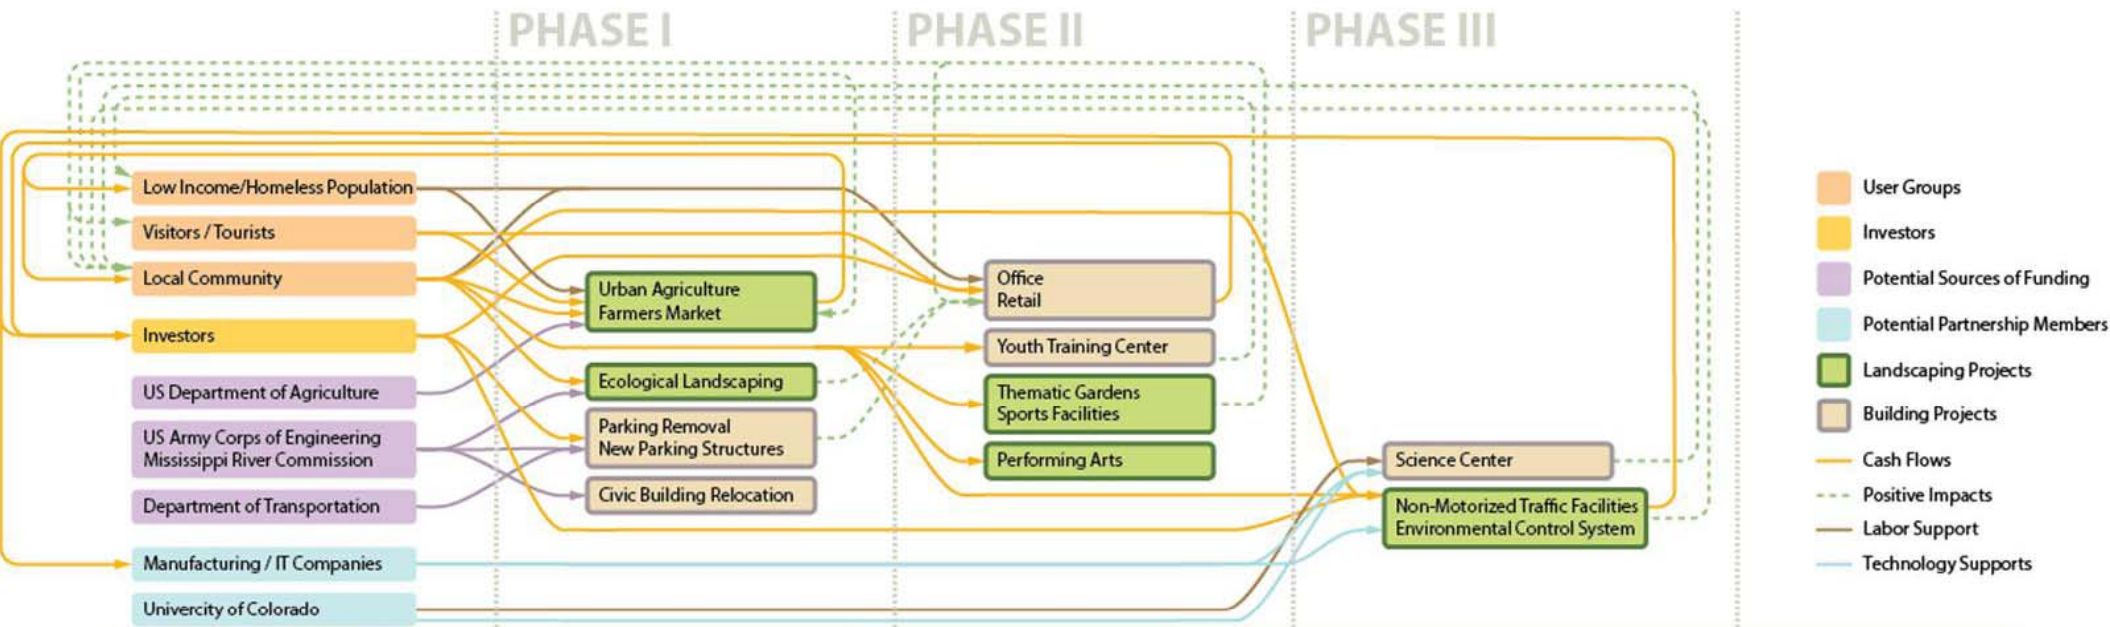 PHASE I
PHASE II
PHASE III
Low Income/Homeless Population
Visitors / Tourists
Local Community
Investors
US Department of Agriculture
US Army Corps of Engineering
Mississippi River Commission
Department of Transportation
Manufacturing / IT Companies
Univercity of Colorado
Urban Agriculture
Farmers Market
Ecological Landscaping
Parking Removal
New Parking Structures
Civic Building Relocation
Office
Retail
Youth Training Center
Thematic Gardens
Sports Facilities
Performing Arts
Science Center
Non-Motorized Traffic Facilities
Environmental Control System
User Groups
Investors
Potential Sources of Funding
Potential Partnership Members
Landscaping Projects
Building Projects
Cash Flows
Positive Impacts
Labor Support
Technology Supports